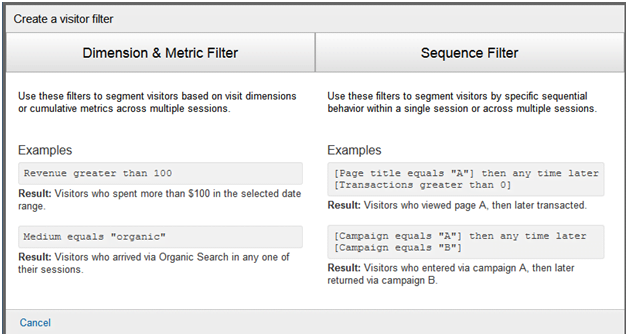 Create a visitor filter
Dimension & Metric Filter
Sequence Filter
Use these filters to segment visitors based on visit dimensions
or cumulative metrics across multiple sessions.
Use these filters to segment visitors by specific sequential
behavior within a single session or across multiple sessions.
Examples
Revenue greater than 100
Result: Visitors who spent more than $100 in the selected date
range.
Medium equals "organic"
Result: Visitors who arrived via Organic Search in any one of
their sessions.
Examples
[Page title equals "A"] then any time later
[Transactions greater than 0]
Result: Visitors who viewed page A, then later transacted.
[Campaign equals "A"] then any time later
[Campaign equals "B"]
Result: Visitors who entered via campaign A, then later
returned via campaign B.
Cancel